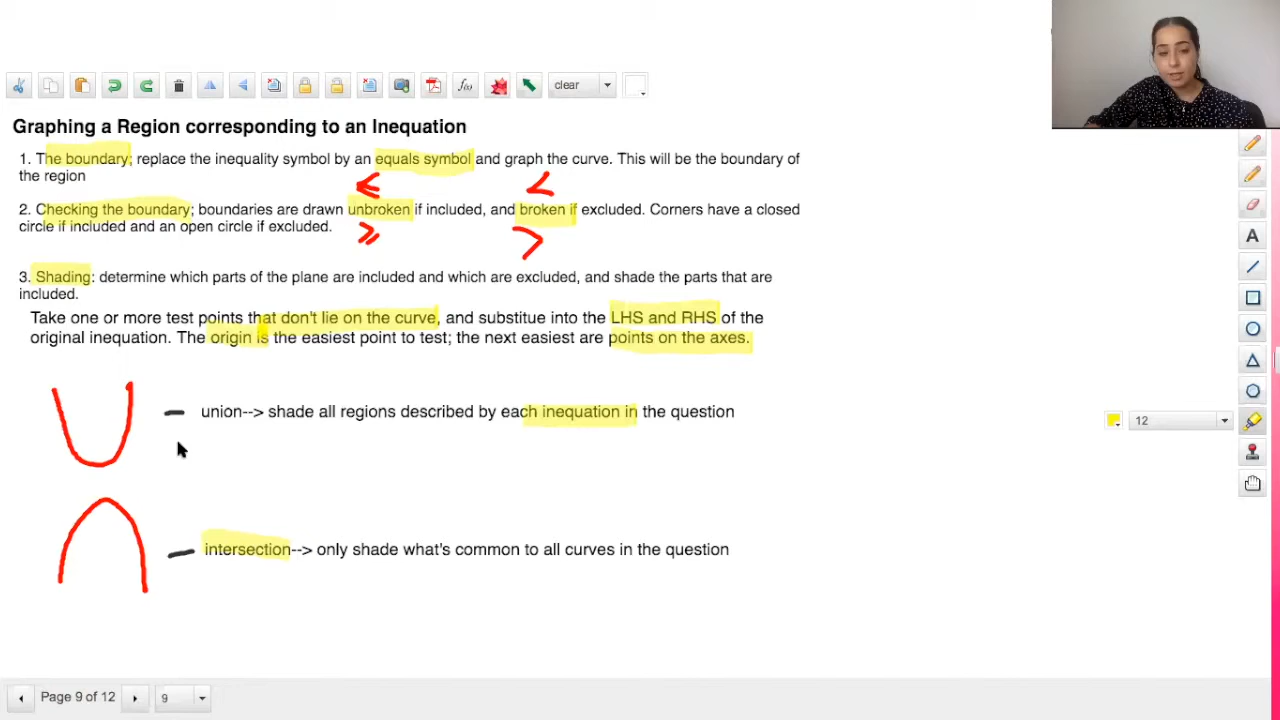 clear
Graphing a Region corresponding to an Inequation
1. The boundary; replace the inequality symbol by an equals symbol and graph the curve. This will be the boundary of
the region
≤ <
2. Checking the boundary; boundaries are drawn unbroken if included, and broken if excluded. Corners have a closed
circle if included and an open circle if excluded.
≥ >
3. Shading: determine which parts of the plane are included and which are excluded, and shade the parts that are
included.
Take one or more test points that don't lie on the curve, and substitue into the LHS and RHS of the
original inequation. The origin is the easiest point to test; the next easiest are points on the axes.
∪ – union--> shade all regions described by each inequation in the question
12
∩ – intersection--> only shade what's common to all curves in the question
Page 9 of 12 9